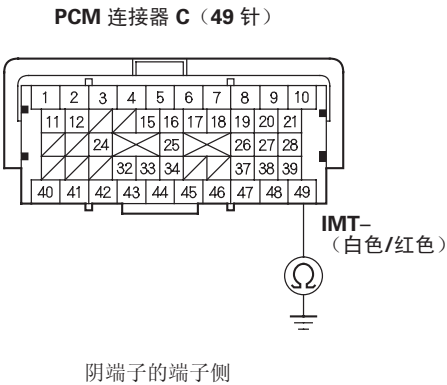 PCM 连接器 C（49 针）
1 2 3 4 5 6 7 8 9 10
11 12 15 16 17 18 19 20 21
24 25 26 27 28
32 33 34 37 38 39
40 41 42 43 44 45 46 47 48 49
IMT–
（白色/红色）
Ω
阴端子的端子侧